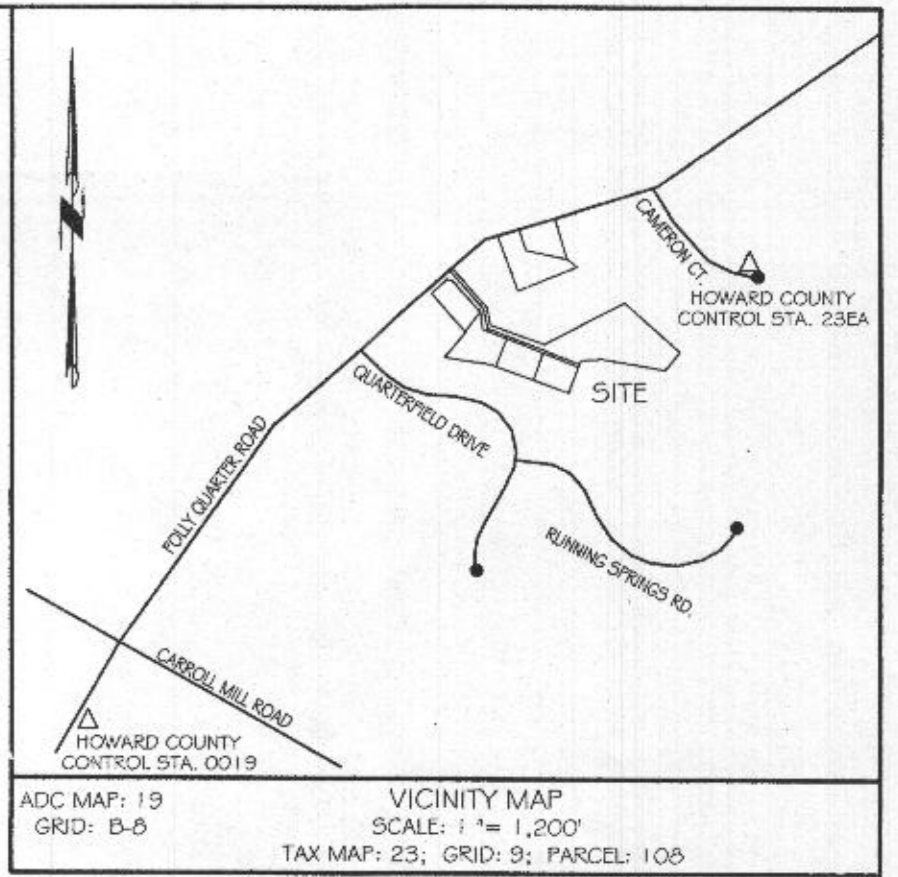 CAMERON CT.
HOWARD COUNTY
CONTROL STA. 23EA
SITE
QUARTERFIELD DRIVE
FOLLY QUARTER ROAD
RUNNING SPRINGS RD.
CARROLL MILL ROAD
HOWARD COUNTY
CONTROL STA. 0019
ADC MAP: 19
GRID: B-8
VICINITY MAP
SCALE: 1"= 1,200'
TAX MAP: 23; GRID: 9; PARCEL: 108